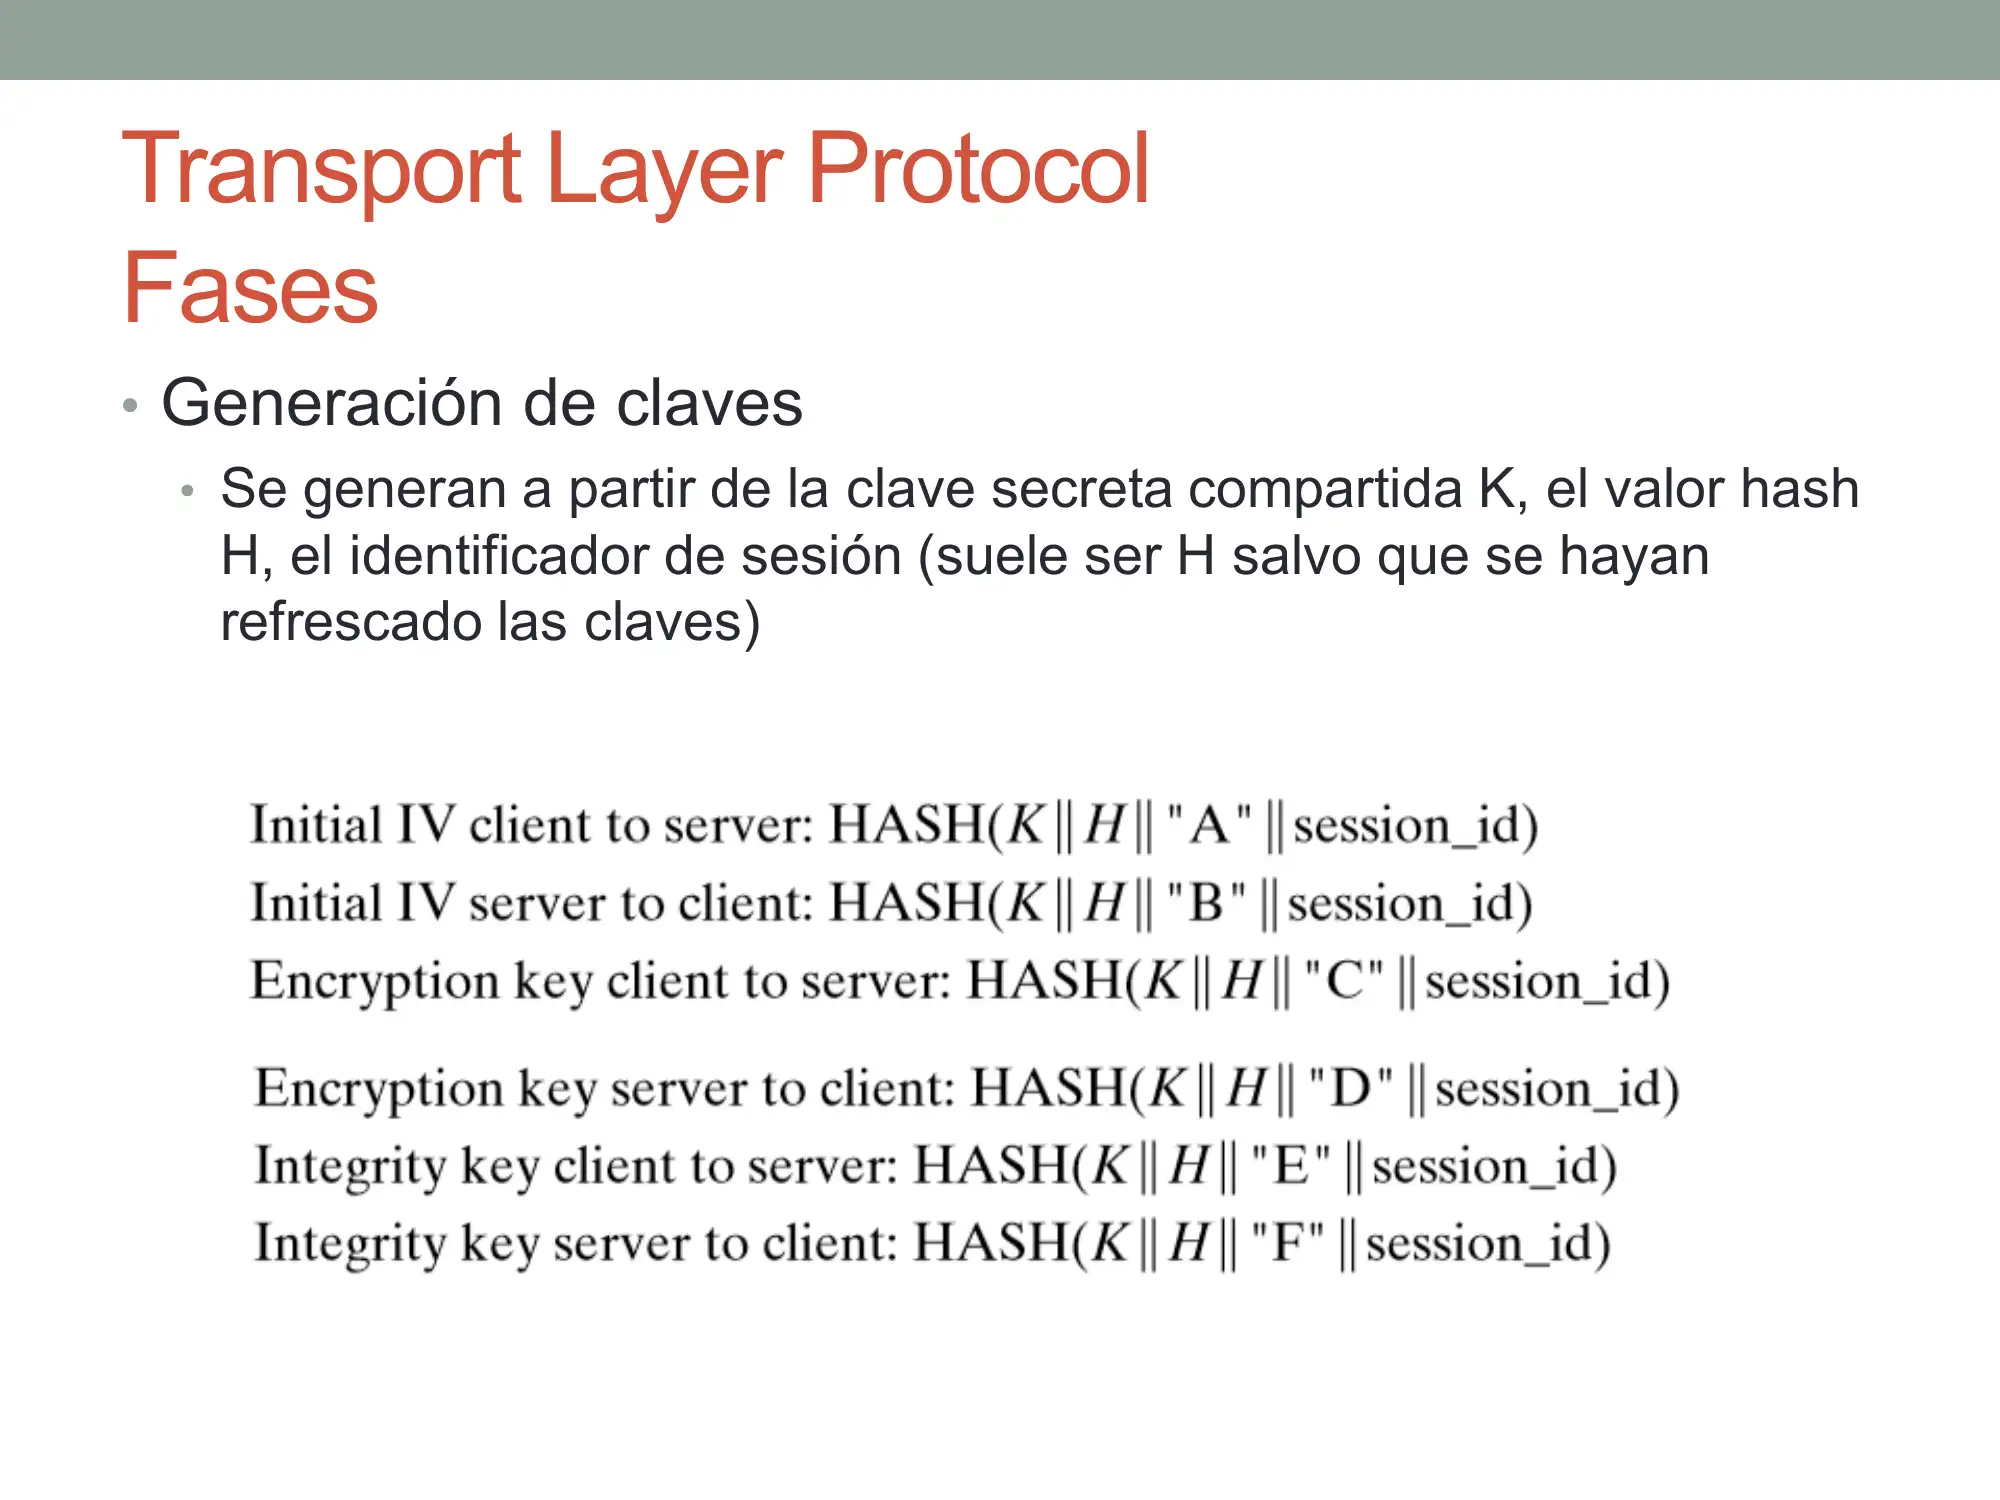 Transport Layer Protocol
Fases
• Generación de claves
• Se generan a partir de la clave secreta compartida K, el valor hash
H, el identificador de sesión (suele ser H salvo que se hayan
refrescado las claves)
Initial IV client to server: HASH(K || H || "A" || session_id)
Initial IV server to client: HASH(K || H || "B" || session_id)
Encryption key client to server: HASH(K || H || "C" || session_id)
Encryption key server to client: HASH(K || H || "D" || session_id)
Integrity key client to server: HASH(K || H || "E" || session_id)
Integrity key server to client: HASH(K || H || "F" || session_id)